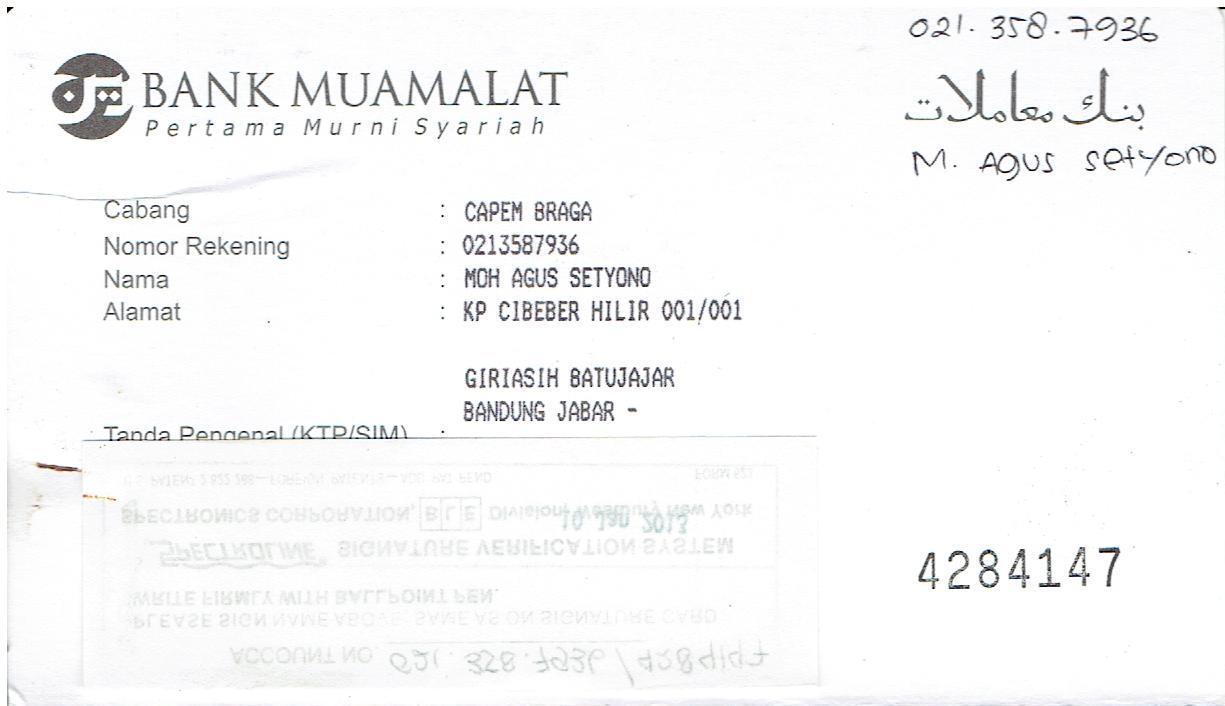 021. 358.7936
BANK MUAMALAT
Pertama Murni Syariah
بنك معاملات
M. Agus Setyono
Cabang : CAPEM BRAGA
Nomor Rekening : 0213587936
Nama : MOH AGUS SETYONO
Alamat : KP CIBEBER HILIR 001/001
GIRIASIH BATUJAJAR
BANDUNG JABAR -
Tanda Pengenal (KTP/SIM) :
U.S. PATENT 2 955 288—FOREIGN PATENTS—ADD PAT PEND FORM 623
SPECTRONICS CORPORATION, BLE Division, Westbury New York
10 Jan 2013
"SPECTROLINE" SIGNATURE VERIFICATION SYSTEM
4284147
WRITE FIRMLY WITH BALLPOINT PEN.
PLEASE SIGN NAME ABOVE, SAME AS ON SIGNATURE CARD
ACCOUNT NO. 021. 358.7936/4284147